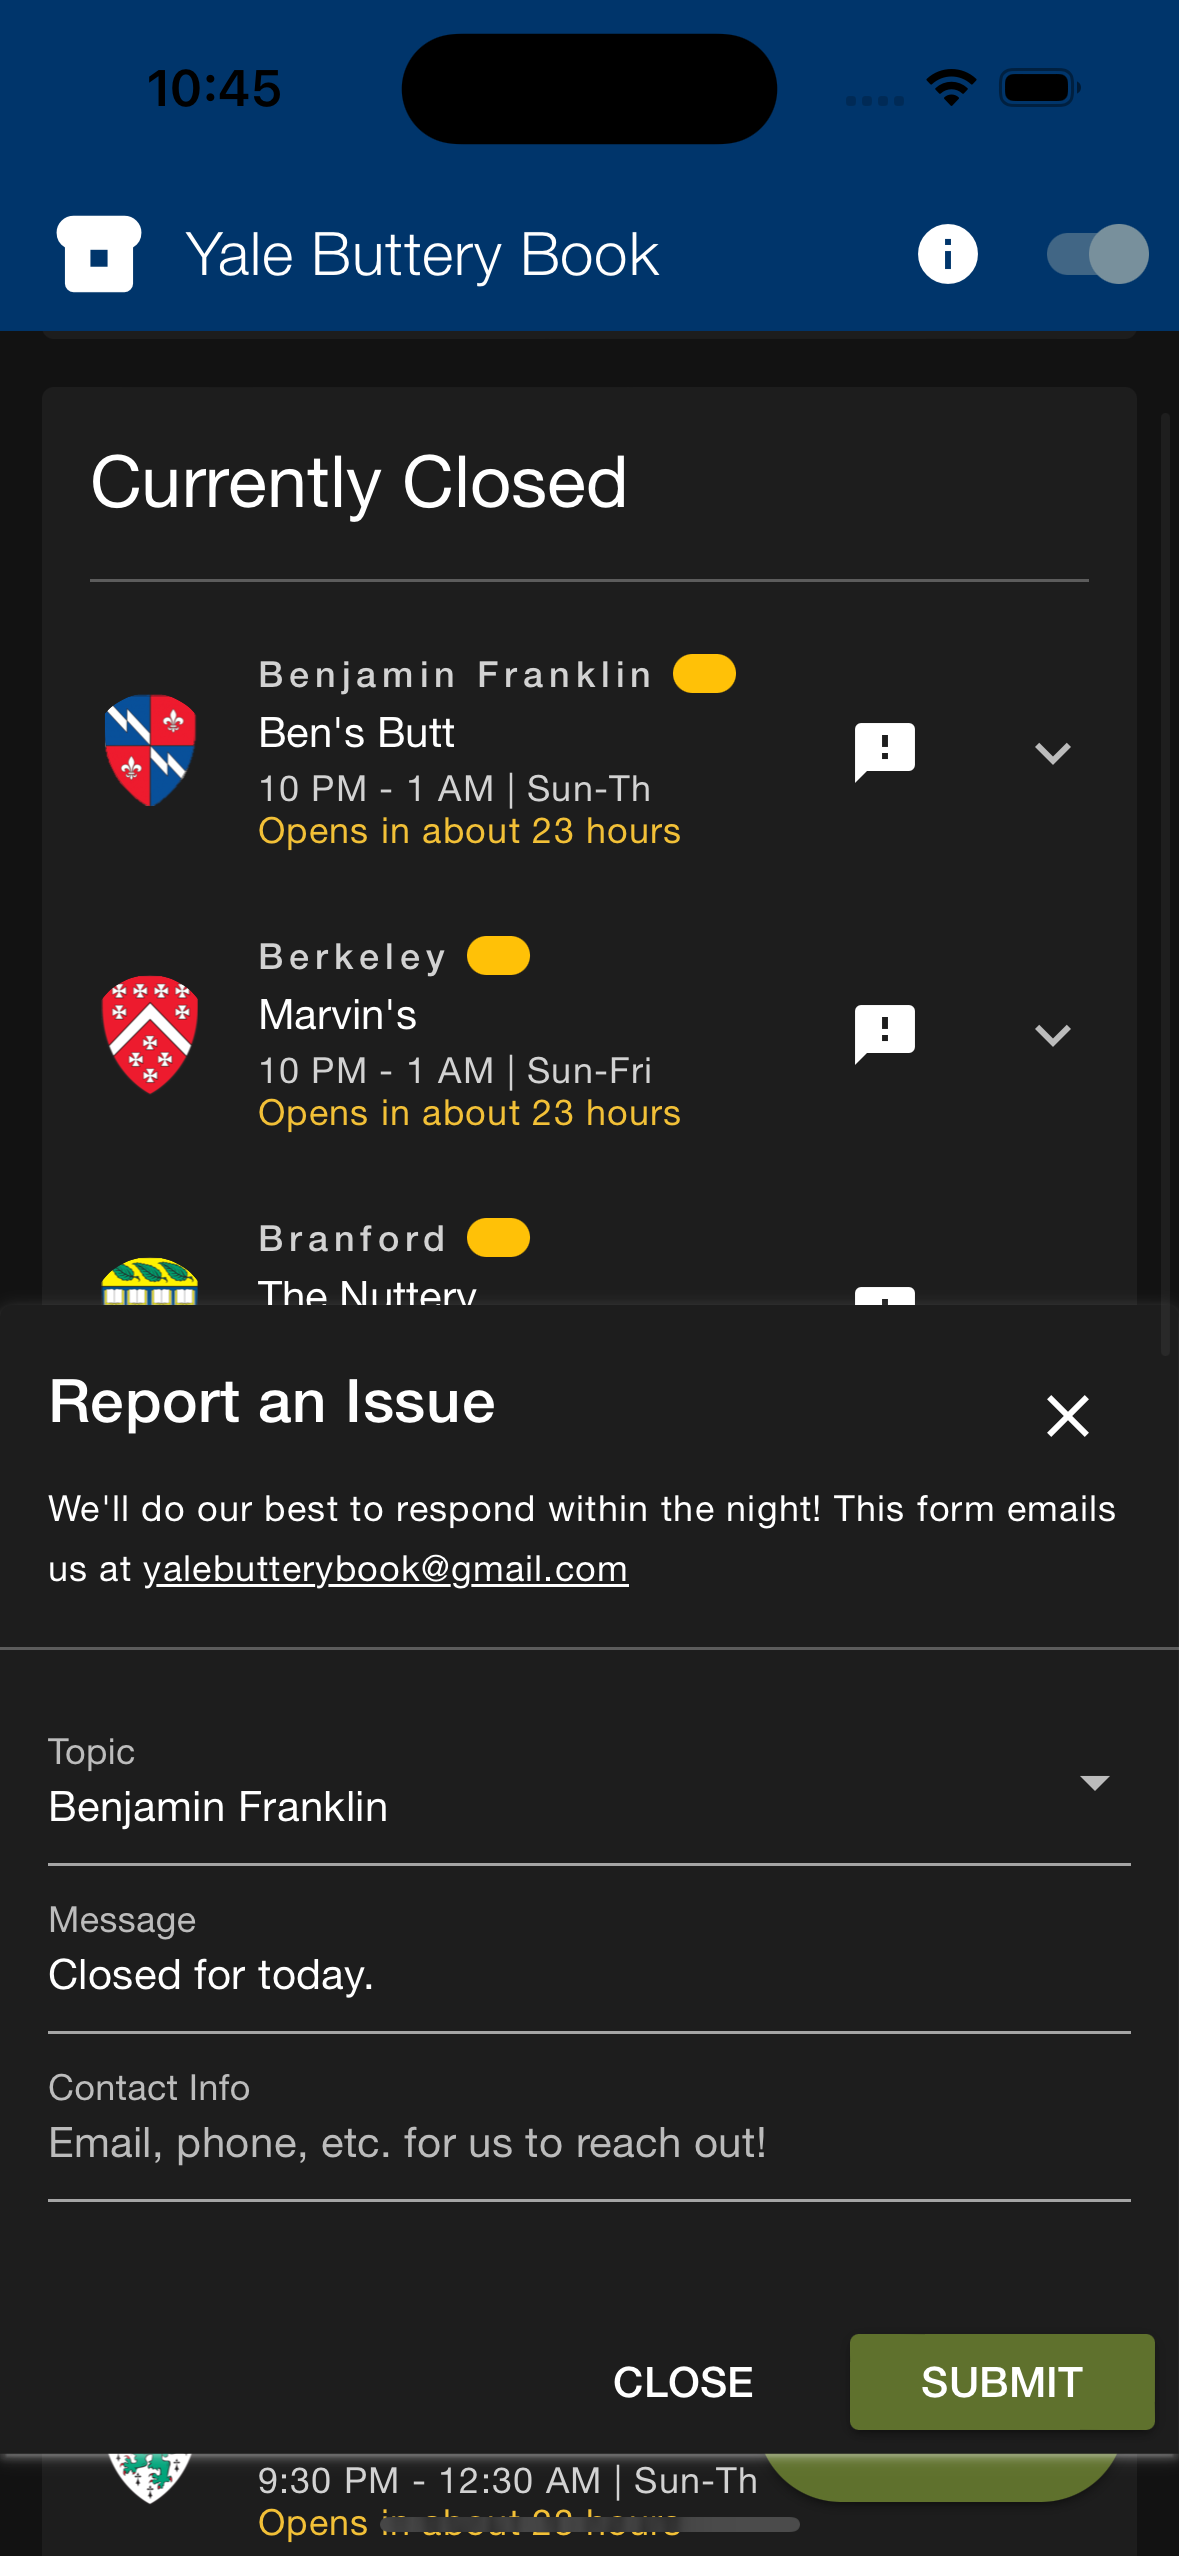 10:45
Yale Buttery Book
Currently Closed
Benjamin Franklin
Ben's Butt
10 PM - 1 AM | Sun-Th
Opens in about 23 hours
Berkeley
Marvin's
10 PM - 1 AM | Sun-Fri
Opens in about 23 hours
Branford
The Nuttery
Report an Issue
We'll do our best to respond within the night! This form emails
us at yalebutterybook@gmail.com
Topic
Benjamin Franklin
Message
Closed for today.
Contact Info
Email, phone, etc. for us to reach out!
CLOSE
SUBMIT
9:30 PM - 12:30 AM | Sun-Th
Opens in about 23 hours